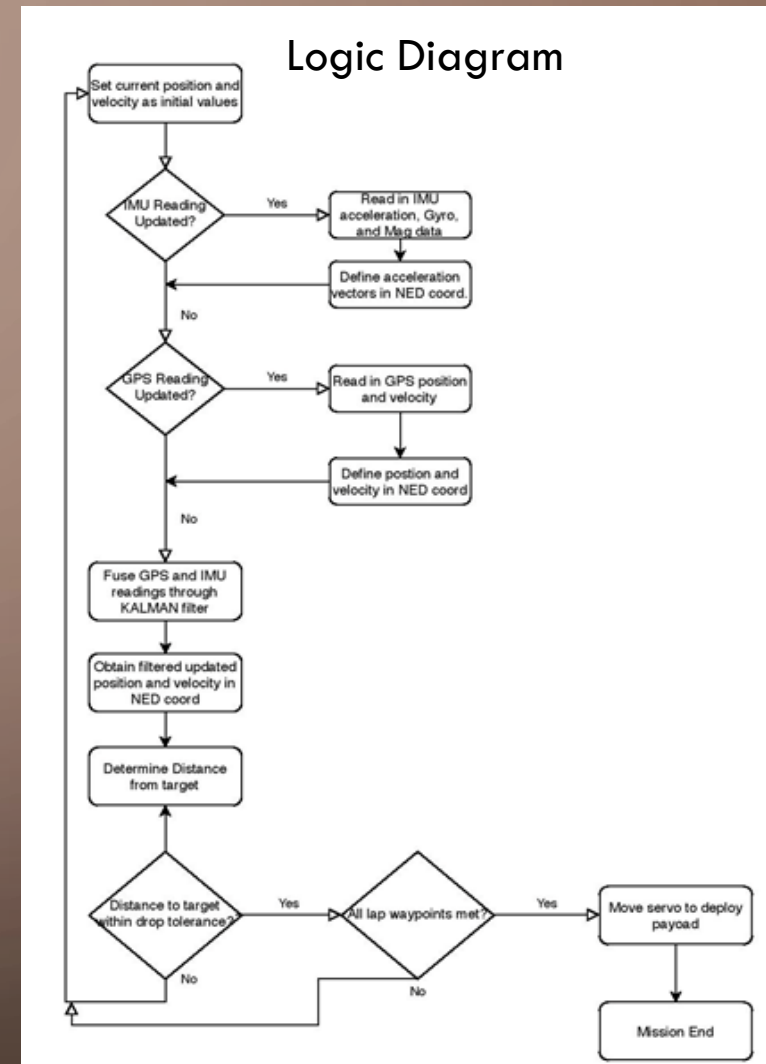 Logic Diagram
Set current position and
velocity as initial values
IMU Reading
Updated?
Yes
Read in IMU
acceleration, Gyro,
and Mag data
Define acceleration
vectors in NED coord.
No
GPS Reading
Updated?
Yes
Read in GPS position
and velocity
Define postion and
velocity in NED coord
No
Fuse GPS and IMU
readings through
KALMAN filter
Obtain filtered updated
position and velocity in
NED coord
Determine Distance
from target
Distance to target
within drop tolerance?
Yes
All lap waypoints met?
Yes
Move servo to deploy
payoad
No
No
Mission End